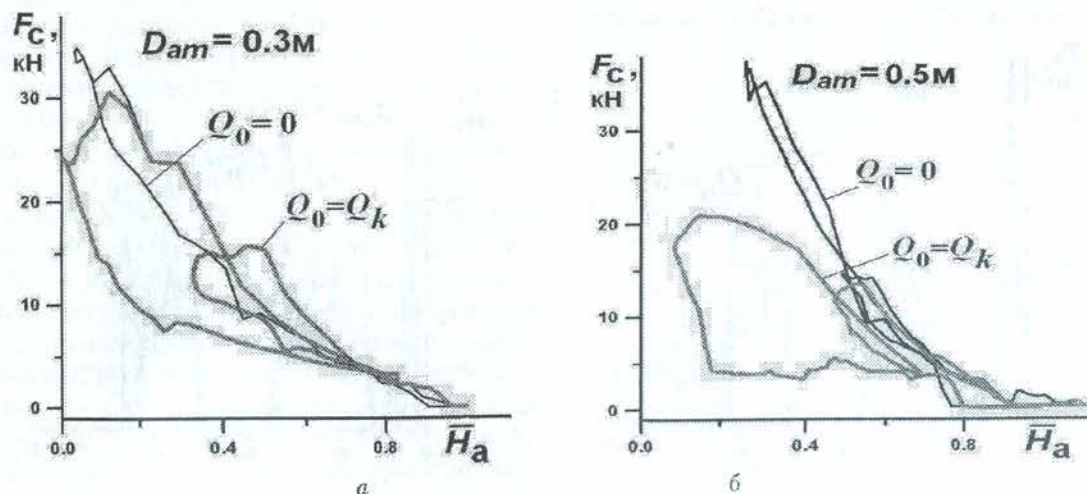 F_C, кН
D_am = 0.3м
Q_0 = 0
Q_0 = Q_k
30
20
10
0
0.0 0.4 0.8 H̅_a
а
F_C, кН
D_am = 0.5м
Q_0 = 0
Q_0 = Q_k
30
20
10
0
0.0 0.4 0.8 H̅_a
б